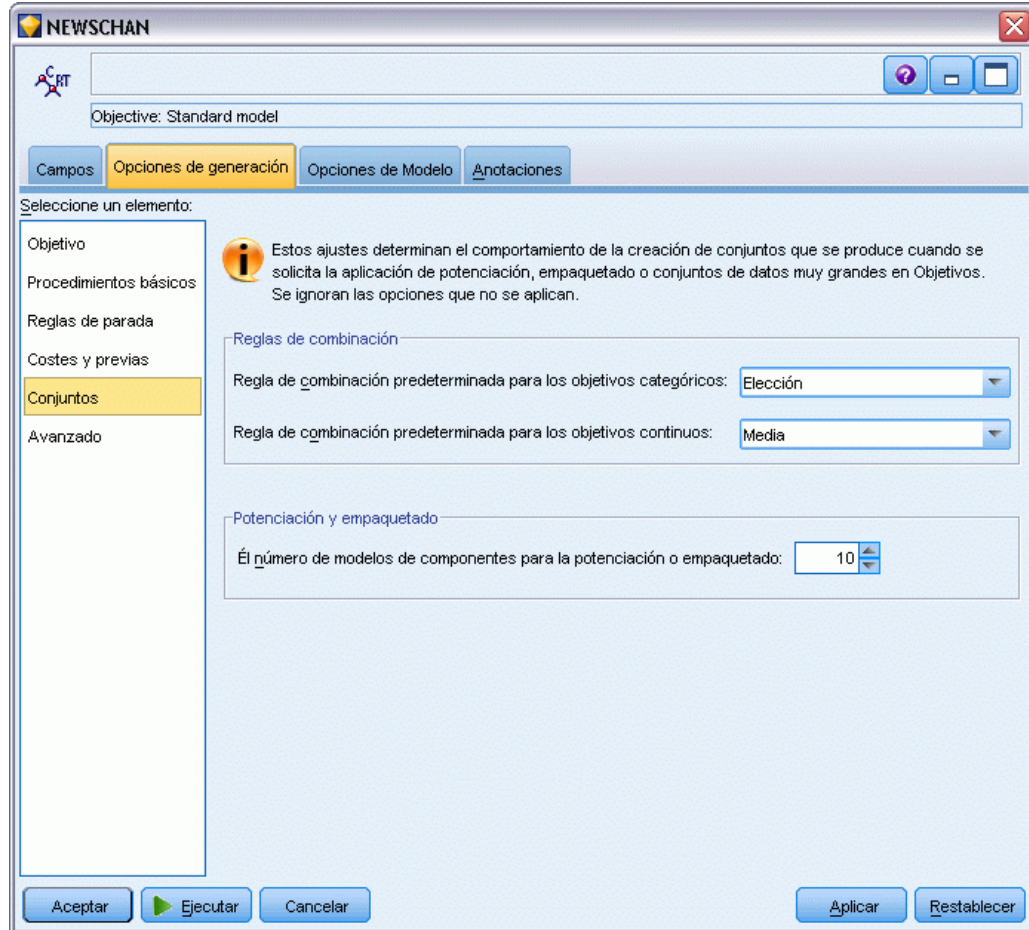 NEWSCHAN
C RT
Objective: Standard model
Campos Opciones de generación Opciones de Modelo Anotaciones
Seleccione un elemento:
Objetivo
Procedimientos básicos
Reglas de parada
Costes y previas
Conjuntos
Avanzado
Estos ajustes determinan el comportamiento de la creación de conjuntos que se produce cuando se
solicita la aplicación de potenciación, empaquetado o conjuntos de datos muy grandes en Objetivos.
Se ignoran las opciones que no se aplican.
Reglas de combinación
Regla de combinación predeterminada para los objetivos categóricos: Elección
Regla de combinación predeterminada para los objetivos continuos: Media
Potenciación y empaquetado
Él número de modelos de componentes para la potenciación o empaquetado: 10
Aceptar Ejecutar Cancelar Aplicar Restablecer